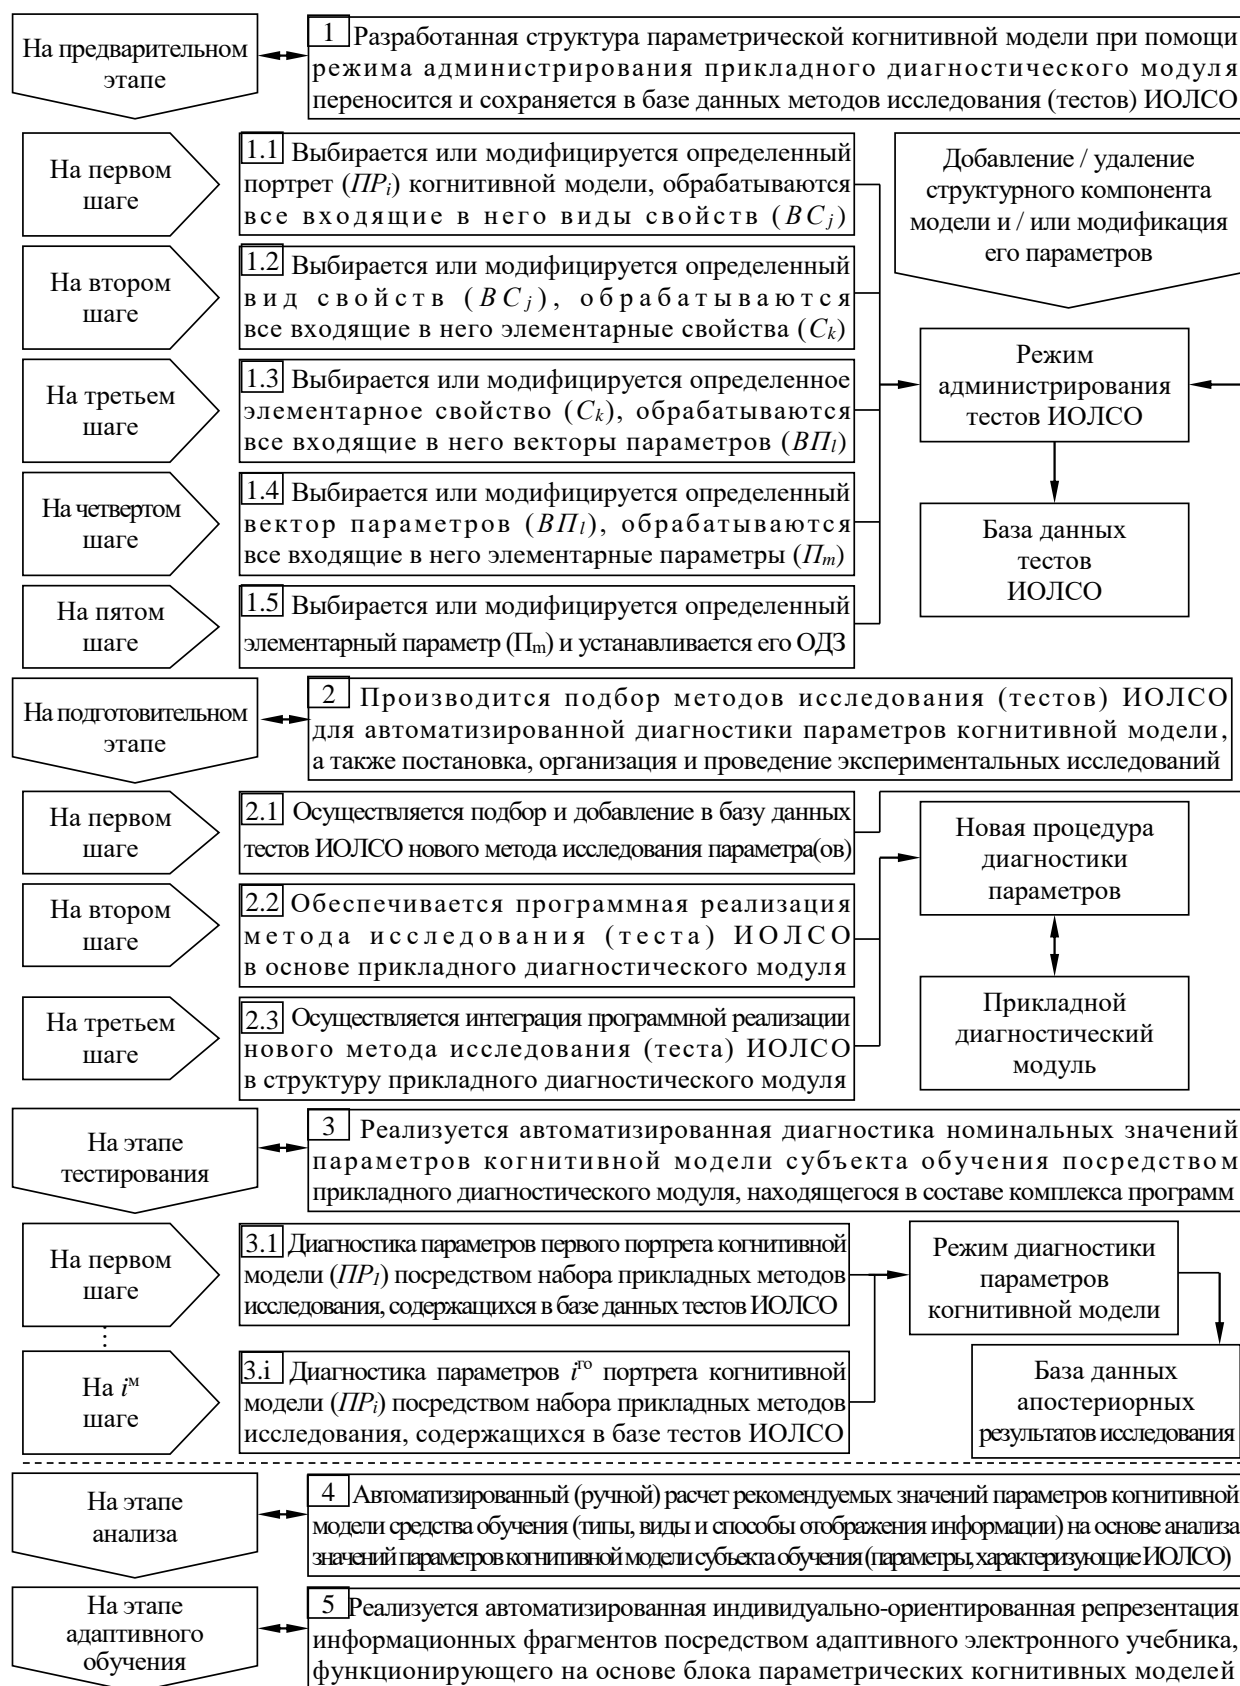 На предварительном
этапе
1 Разработанная структура параметрической когнитивной модели при помощи
режима администрирования прикладного диагностического модуля
переносится и сохраняется в базе данных методов исследования (тестов) ИОЛСО
На первом
шаге
1.1 Выбирается или модифицируется определенный
портрет (ПРi) когнитивной модели, обрабатываются
все входящие в него виды свойств (ВСj)
Добавление / удаление
структурного компонента
модели и / или модификация
его параметров
На втором
шаге
1.2 Выбирается или модифицируется определенный
вид свойств (ВСj), обрабатываются
все входящие в него элементарные свойства (Сk)
На третьем
шаге
1.3 Выбирается или модифицируется определенное
элементарное свойство (Сk), обрабатываются
все входящие в него векторы параметров (ВПl)
Режим
администрирования
тестов ИОЛСО
На четвертом
шаге
1.4 Выбирается или модифицируется определенный
вектор параметров (ВПl), обрабатываются
все входящие в него элементарные параметры (Пm)
База данных
тестов
ИОЛСО
На пятом
шаге
1.5 Выбирается или модифицируется определенный
элементарный параметр (Пm) и устанавливается его ОДЗ
На подготовительном
этапе
2 Производится подбор методов исследования (тестов) ИОЛСО
для автоматизированной диагностики параметров когнитивной модели,
а также постановка, организация и проведение экспериментальных исследований
На первом
шаге
2.1 Осуществляется подбор и добавление в базу данных
тестов ИОЛСО нового метода исследования параметра(ов)
Новая процедура
диагностики
параметров
На втором
шаге
2.2 Обеспечивается программная реализация
метода исследования (теста) ИОЛСО
в основе прикладного диагностического модуля
На третьем
шаге
2.3 Осуществляется интеграция программной реализации
нового метода исследования (теста) ИОЛСО
в структуру прикладного диагностического модуля
Прикладной
диагностический
модуль
На этапе
тестирования
3 Реализуется автоматизированная диагностика номинальных значений
параметров когнитивной модели субъекта обучения посредством
прикладного диагностического модуля, находящегося в составе комплекса программ
На первом
шаге
3.1 Диагностика параметров первого портрета когнитивной
модели (ПР1) посредством набора прикладных методов
исследования, содержащихся в базе данных тестов ИОЛСО
Режим диагностики
параметров
когнитивной модели
На iм
шаге
3.i Диагностика параметров iго портрета когнитивной
модели (ПРi) посредством набора прикладных методов
исследования, содержащихся в базе тестов ИОЛСО
База данных
апостериорных
результатов исследования
На этапе
анализа
4 Автоматизированный (ручной) расчет рекомендуемых значений параметров когнитивной
модели средства обучения (типы, виды и способы отображения информации) на основе анализа
значений параметров когнитивной модели субъекта обучения (параметры, характеризующие ИОЛСО)
На этапе
адаптивного
обучения
5 Реализуется автоматизированная индивидуально-ориентированная репрезентация
информационных фрагментов посредством адаптивного электронного учебника,
функционирующего на основе блока параметрических когнитивных моделей